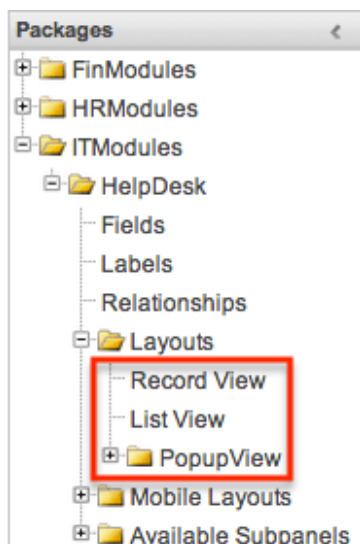 Packages
FinModules
HRModules
ITModules
HelpDesk
Fields
Labels
Relationships
Layouts
Record View
List View
PopupView
Mobile Layouts
Available Subpanels